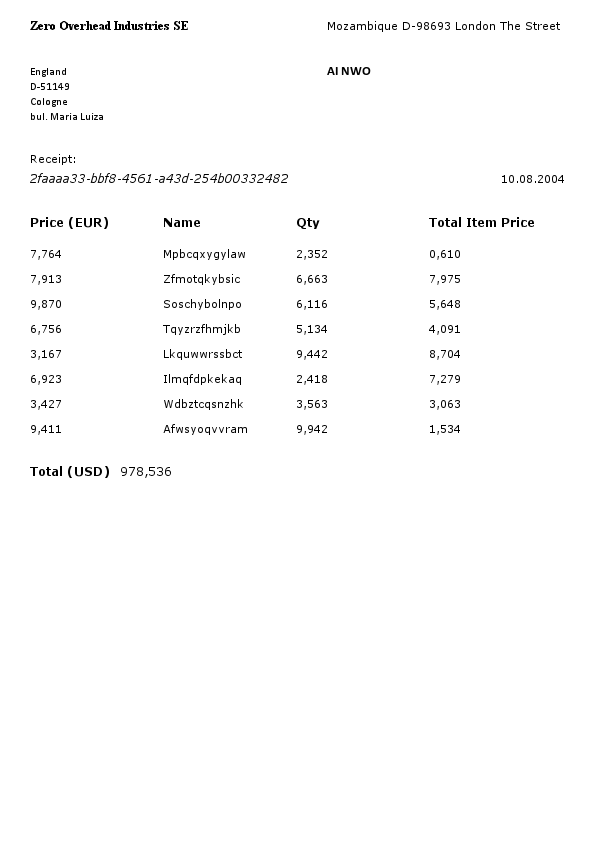 Zero Overhead Industries SE Mozambique D-98693 London The Street
England AI NWO
D-51149
Cologne
bul. Maria Luiza
Receipt:
2faaaa33-bbf8-4561-a43d-254b00332482 10.08.2004
Price (EUR) Name Qty Total Item Price
7,764 Mpbcqxygylaw 2,352 0,610
7,913 Zfmotqkybsic 6,663 7,975
9,870 Soschybolnpo 6,116 5,648
6,756 Tqyzrzfhmjkb 5,134 4,091
3,167 Lkquwwrssbct 9,442 8,704
6,923 Ilmqfdpkekaq 2,418 7,279
3,427 Wdbztcqsnzhk 3,563 3,063
9,411 Afwsyoqvvram 9,942 1,534
Total (USD) 978,536